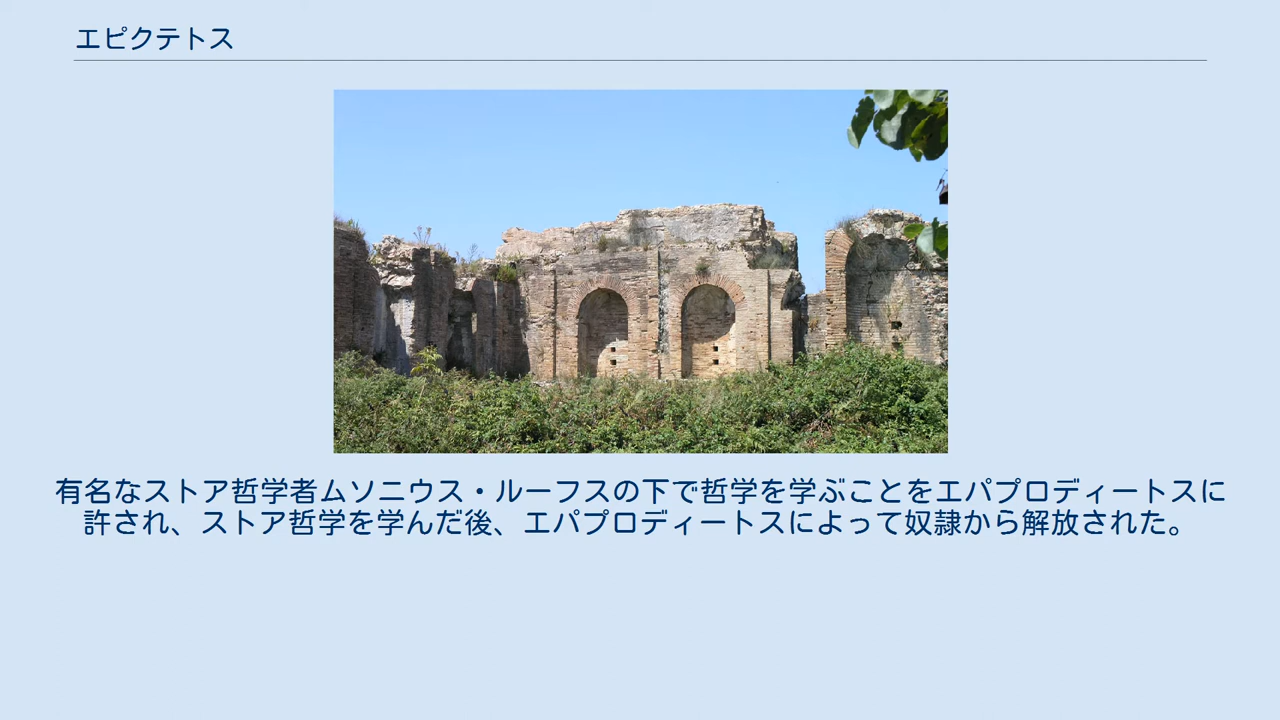 エピクテトス
有名なストア哲学者ムソニウス・ルーフスの下で哲学を学ぶことをエパプロディートスに
許され、ストア哲学を学んだ後、エパプロディートスによって奴隷から解放された。